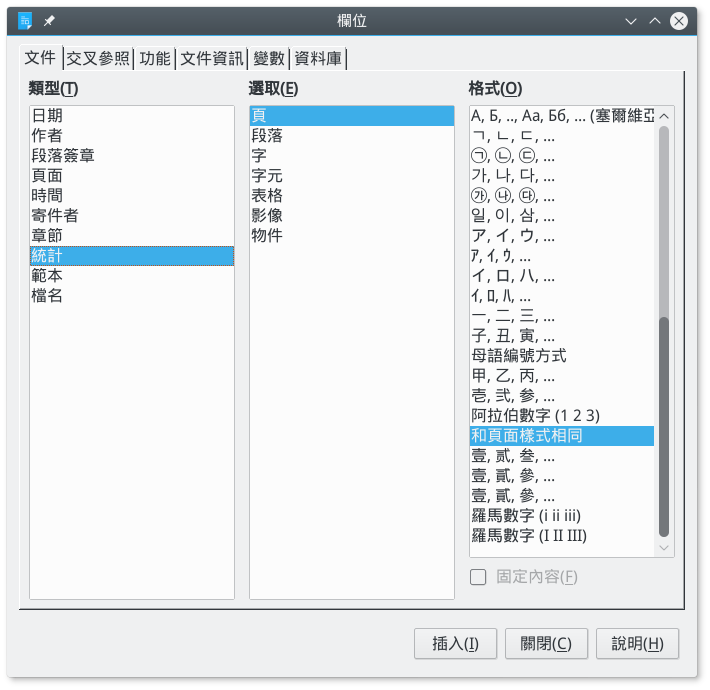 欄位
文件 交叉參照 功能 文件資訊 變數 資料庫
類型(T)
日期
作者
段落簽章
頁面
時間
寄件者
章節
統計
範本
檔名
選取(E)
頁
段落
字
字元
表格
影像
物件
格式(O)
А, Б, .., Аа, Бб, ... (塞爾維亞
ㄱ, ㄴ, ㄷ, ...
㉠, ㉡, ㉢, ...
가, 나, 다, ...
㉮, ㉯, ㉰, ...
일, 이, 삼, ...
ア, イ, ウ, ...
ｱ, ｲ, ｳ, ...
イ, ロ, ハ, ...
ｲ, ﾛ, ﾊ, ...
一, 二, 三, ...
子, 丑, 寅, ...
母語編號方式
甲, 乙, 丙, ...
壱, 弐, 参, ...
阿拉伯數字 (1 2 3)
和頁面樣式相同
壹, 贰, 叁, ...
壹, 貳, 參, ...
壹, 貳, 參, ...
羅馬數字 (i ii iii)
羅馬數字 (I II III)
固定內容(F)
插入(I) 關閉(C) 說明(H)